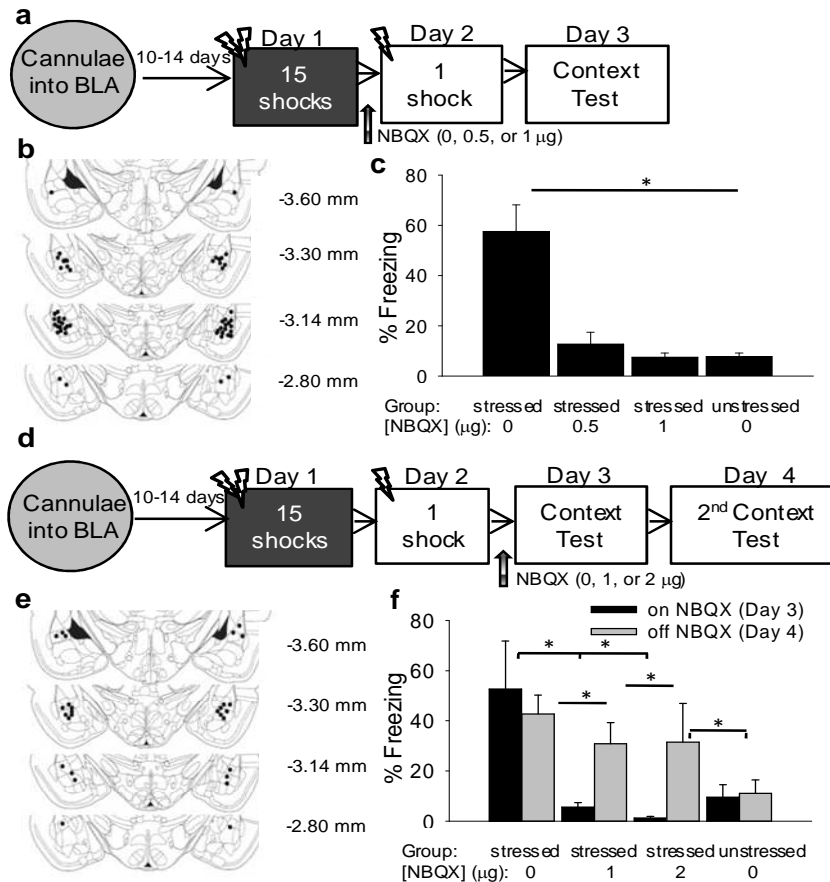 a
Cannulae
into BLA
10-14 days
Day 1
15
shocks
Day 2
1
shock
Day 3
Context
Test
NBQX (0, 0.5, or 1 µg)
b
-3.60 mm
-3.30 mm
-3.14 mm
-2.80 mm
c
% Freezing
80
60
40
20
0
*
Group: stressed stressed stressed unstressed
[NBQX] (µg): 0 0.5 1 0
d
Cannulae
into BLA
10-14 days
Day 1
15
shocks
Day 2
1
shock
Day 3
Context
Test
Day 4
2nd Context
Test
NBQX (0, 1, or 2 µg)
e
-3.60 mm
-3.30 mm
-3.14 mm
-2.80 mm
f
on NBQX (Day 3)
off NBQX (Day 4)
% Freezing
80
60
40
20
0
* *
* * *
Group: stressed stressed stressed unstressed
[NBQX] (µg): 0 1 2 0